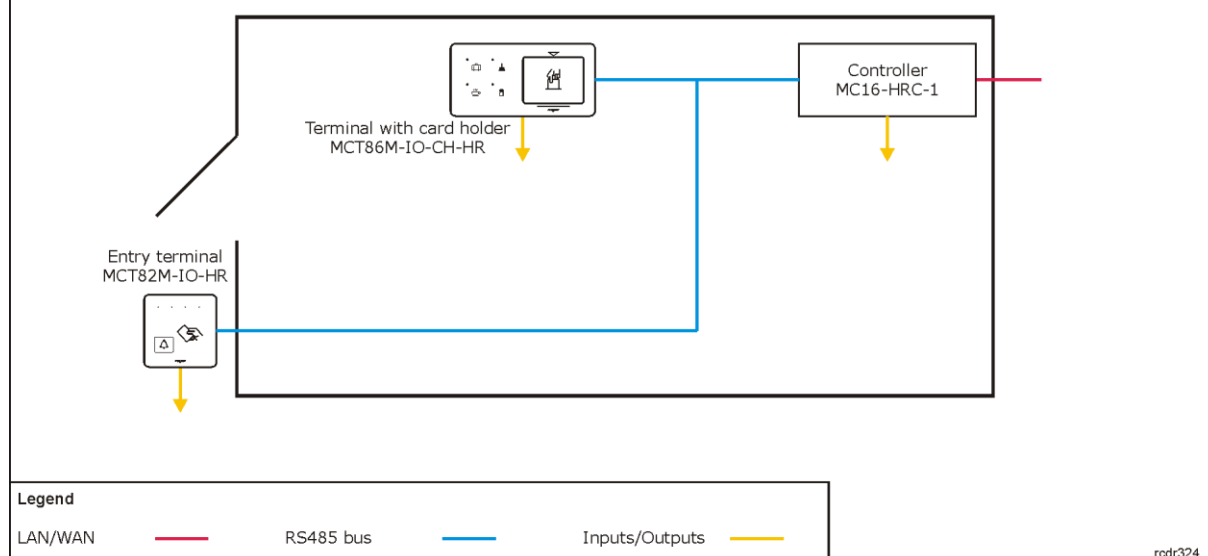 Controller
MC16-HRC-1
Terminal with card holder
MCT86M-IO-CH-HR
Entry terminal
MCT82M-IO-HR
Legend
LAN/WAN
RS485 bus
Inputs/Outputs
rcdr324